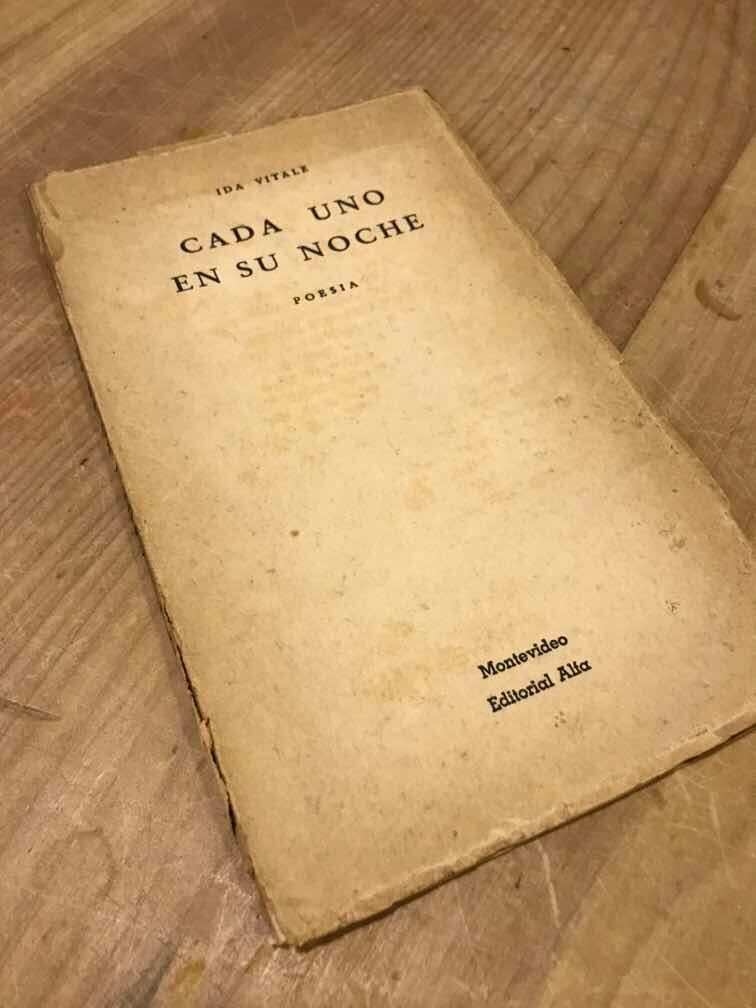 IDA VITALE
CADA UNO
EN SU NOCHE
POESIA
Montevideo
Editorial Alfa